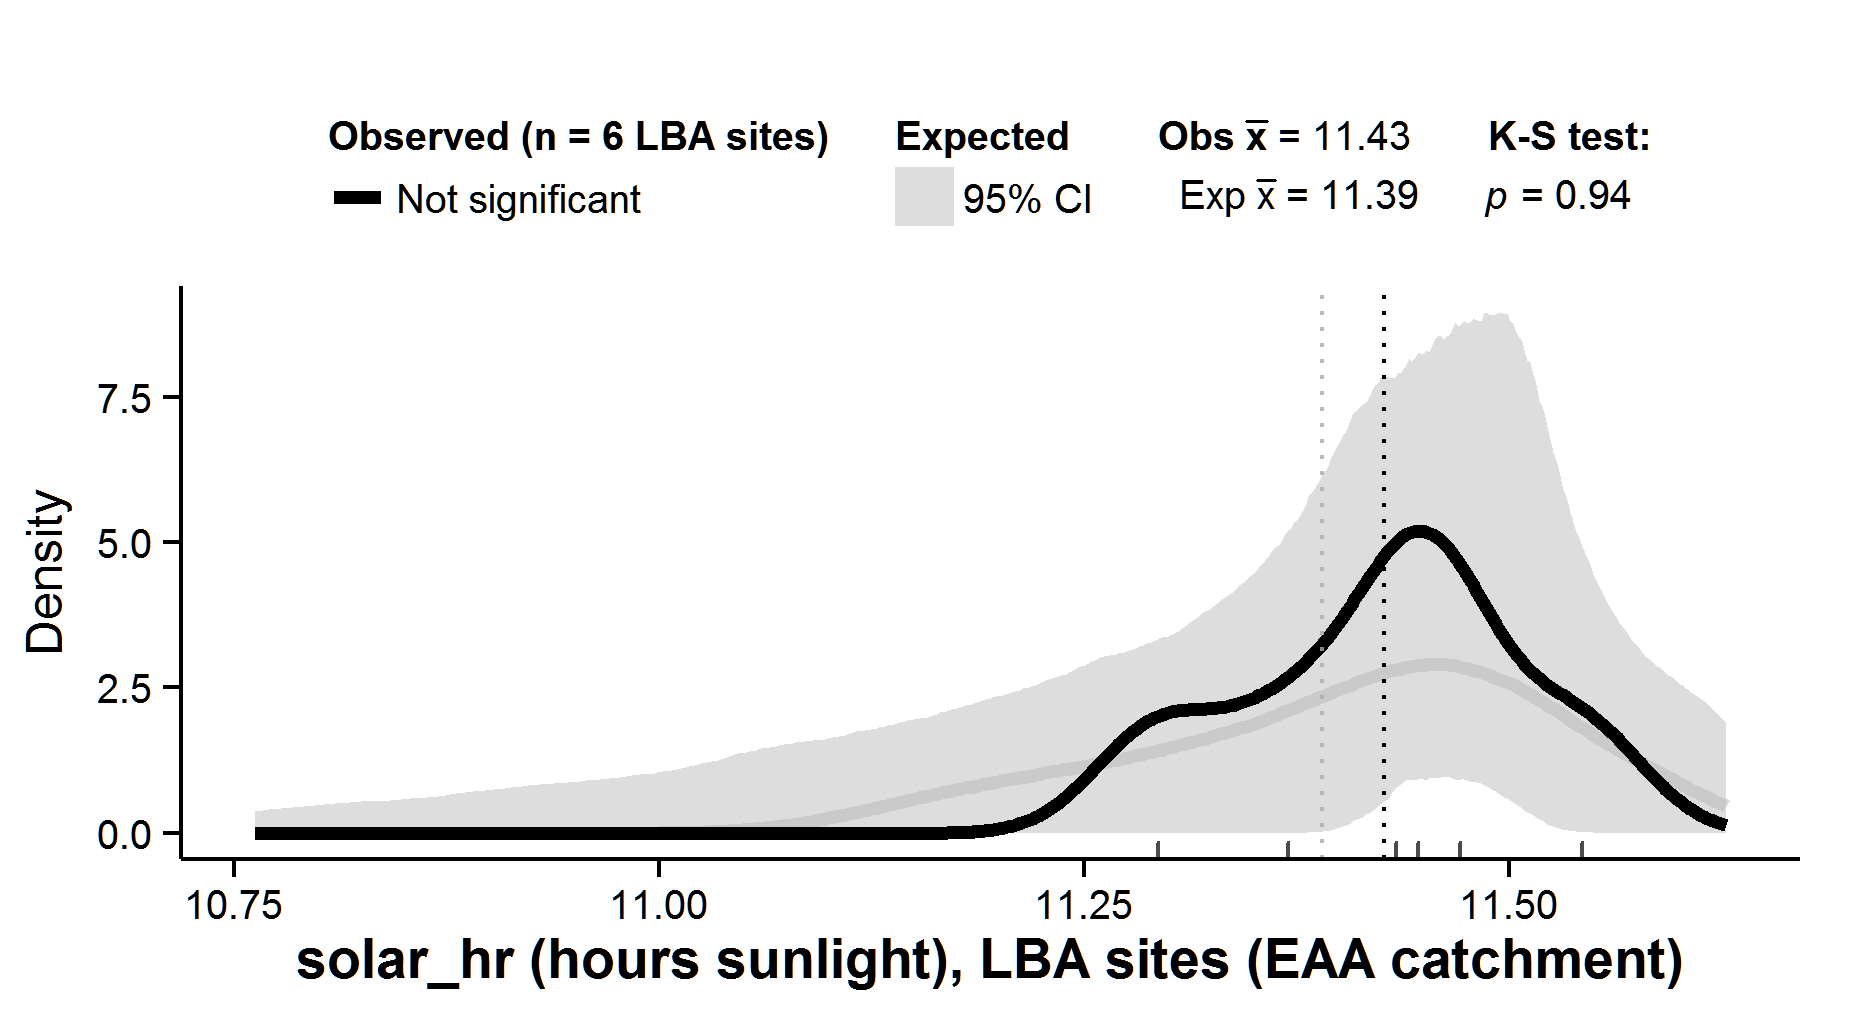 Observed (n = 6 LBA sites) Expected Obs x̅ = 11.43 K-S test:
Not significant 95% CI Exp x̅ = 11.39 p = 0.94
Density
7.5
5.0
2.5
0.0
10.75 11.00 11.25 11.50
solar_hr (hours sunlight), LBA sites (EAA catchment)